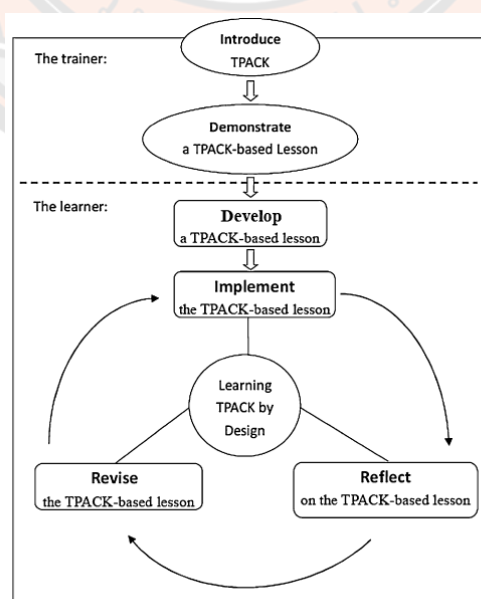 Introduce
The trainer:
TPACK
Demonstrate
a TPACK-based Lesson
The learner:
Develop
a TPACK-based lesson
Implement
the TPACK-based lesson
Learning
TPACK by
Design
Revise
the TPACK-based lesson
Reflect
on the TPACK-based lesson